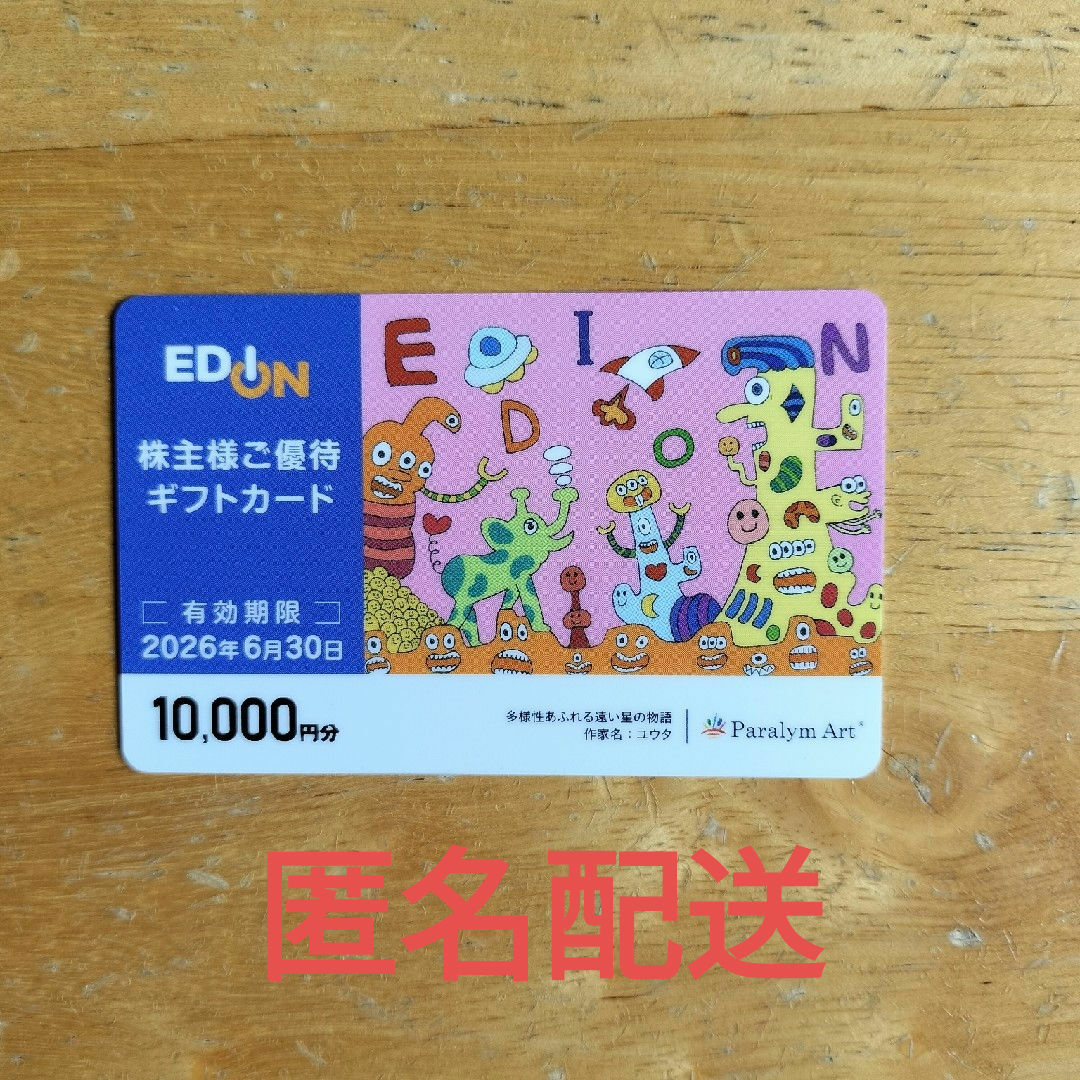 EDION
株主様ご優待
ギフトカード
有効期限
2026年6月30日
10,000円分
E D I O N
多様性あふれる遠い星の物語
作家名：ユウタ
Paralym Art®
匿名配送